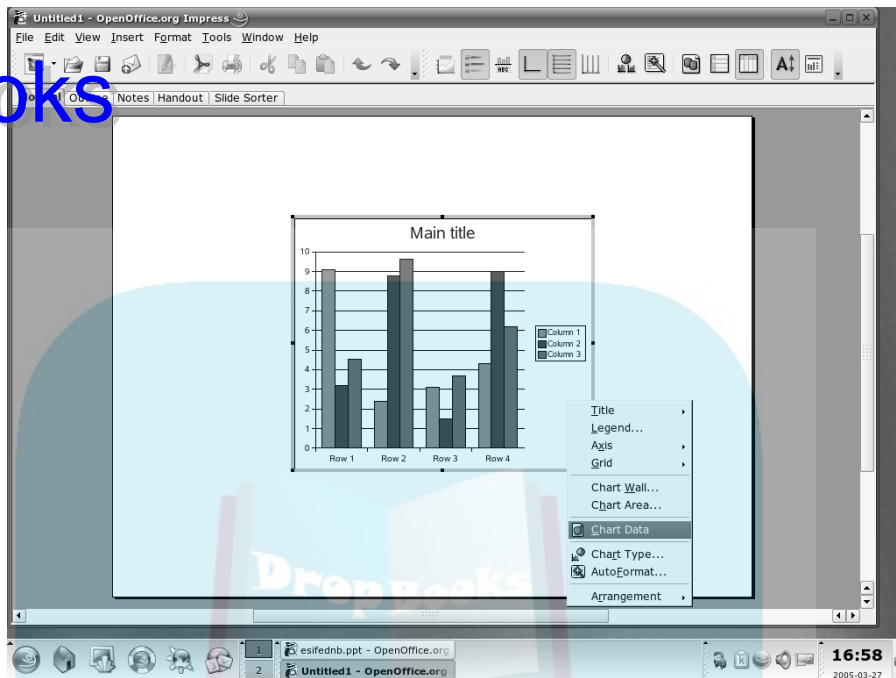 Untitled1 - OpenOffice.org Impress
File Edit View Insert Format Tools Window Help
ooks
Notes Handout Slide Sorter
Main title
10
9
8
7
6
5
4
3
2
1
0
Row 1 Row 2 Row 3 Row 4
Column 1
Column 2
Column 3
Title
Legend...
Axis
Grid
Chart Wall...
Chart Area...
Chart Data
Chart Type...
AutoFormat...
Arrangement
DropBooks
1
2
esifednb.ppt - OpenOffice.org
Untitled1 - OpenOffice.org
16:58
2005-03-27